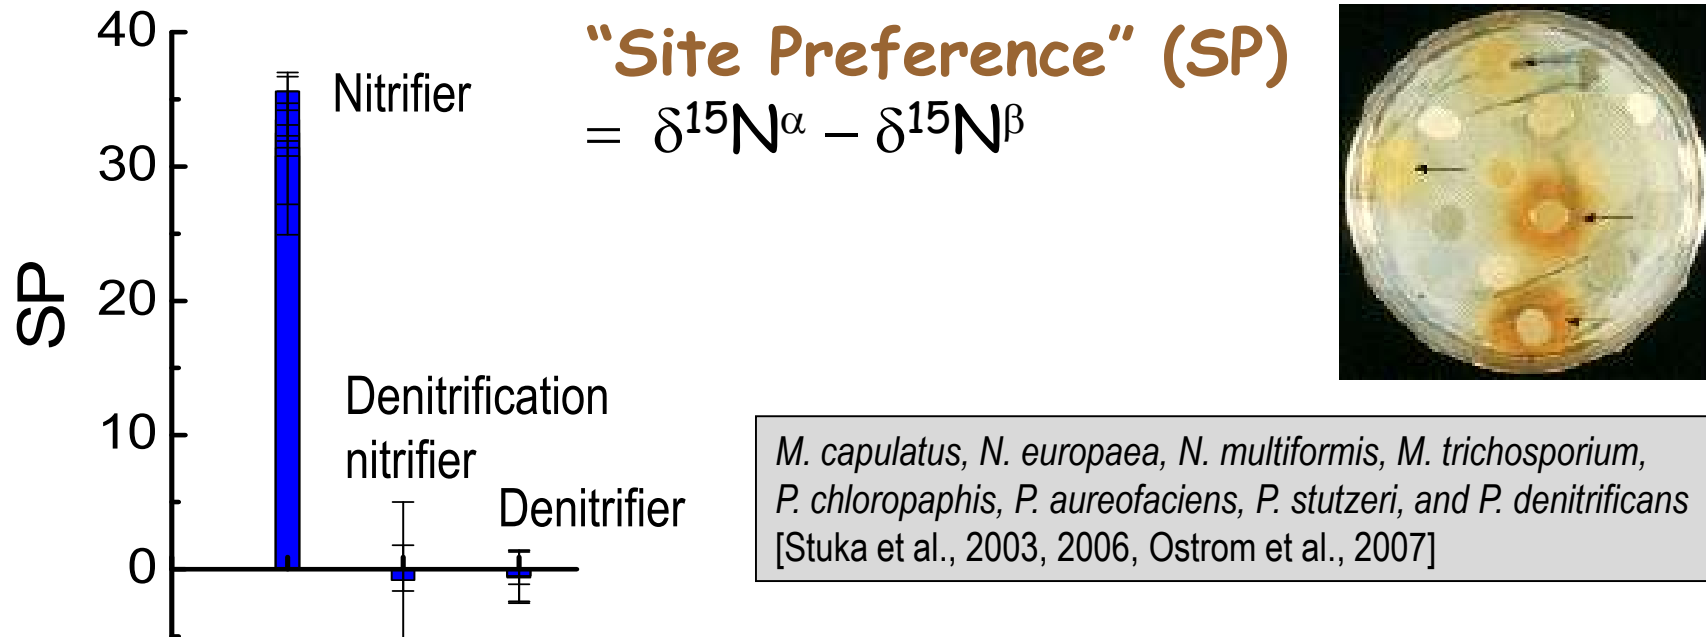 “Site Preference” (SP)
= δ¹⁵Nᵅ – δ¹⁵Nᵝ
40
30
20
10
0
SP
Nitrifier
Denitrification
nitrifier
Denitrifier
M. capulatus, N. europaea, N. multiformis, M. trichosporium,
P. chloropaphis, P. aureofaciens, P. stutzeri, and P. denitrificans
[Stuka et al., 2003, 2006, Ostrom et al., 2007]